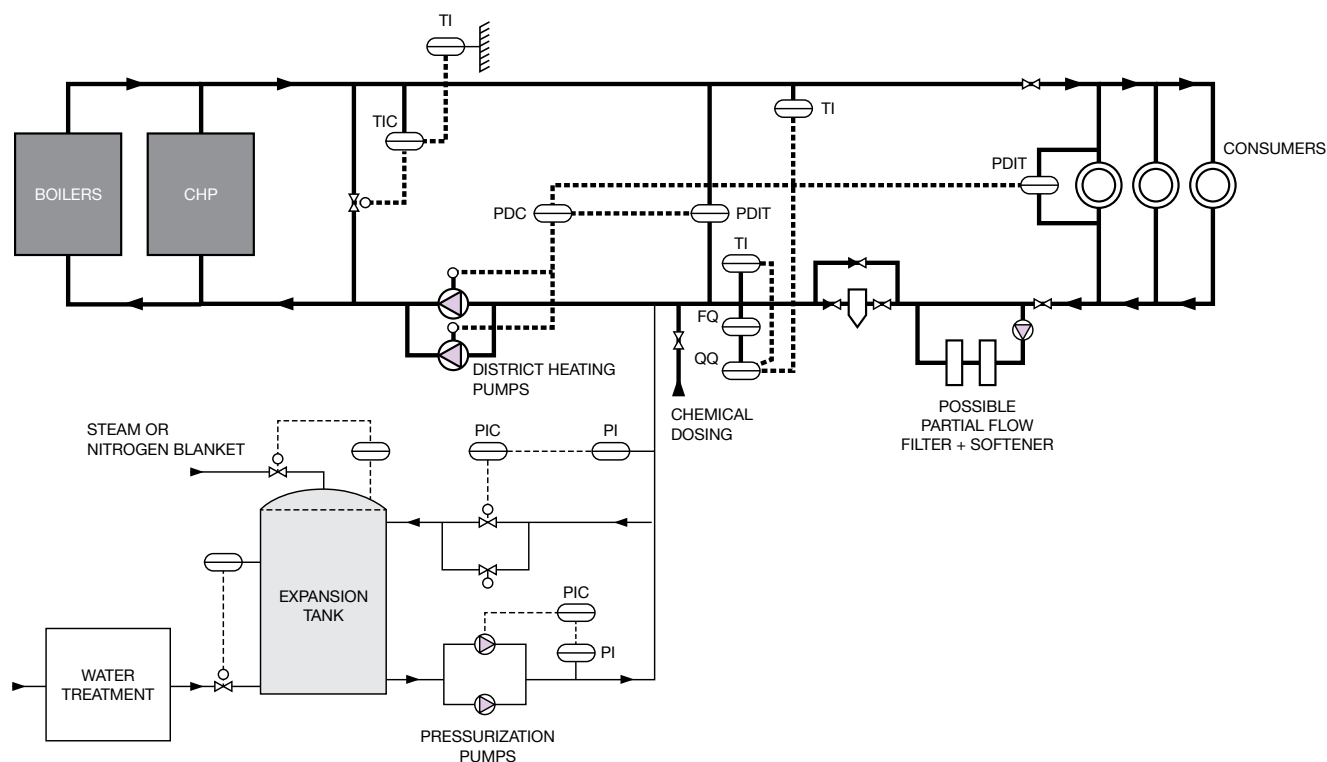 TI
TIC
TI
PDIT
CONSUMERS
BOILERS
CHP
PDC
PDIT
TI
FQ
QQ
DISTRICT HEATING
PUMPS
CHEMICAL
DOSING
POSSIBLE
PARTIAL FLOW
FILTER + SOFTENER
STEAM OR
NITROGEN BLANKET
PIC
PI
EXPANSION
TANK
PIC
PI
WATER
TREATMENT
PRESSURIZATION
PUMPS